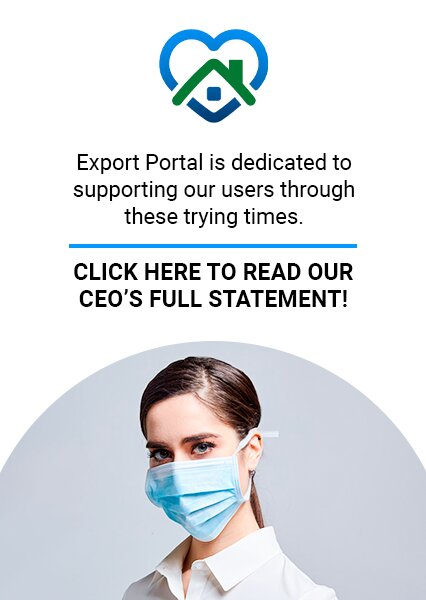 Export Portal is dedicated to
supporting our users through
these trying times.
CLICK HERE TO READ OUR
CEO’S FULL STATEMENT!